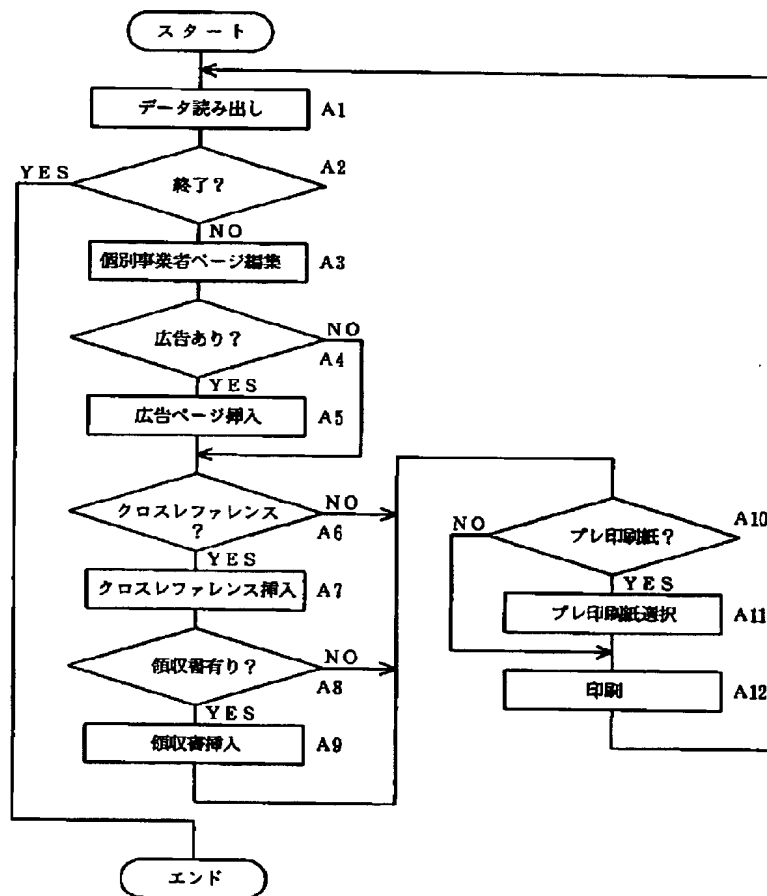 スタート
データ読み出し
A1
終了?
YES
A2
NO
個別事業者ページ編集
A3
広告あり?
NO
A4
YES
広告ページ挿入
A5
クロスレファレンス
?
NO
A6
YES
クロスレファレンス挿入
A7
領収書有り?
NO
A8
YES
領収書挿入
A9
プレ印刷紙?
NO
A10
YES
プレ印刷紙選択
A11
印刷
A12
エンド